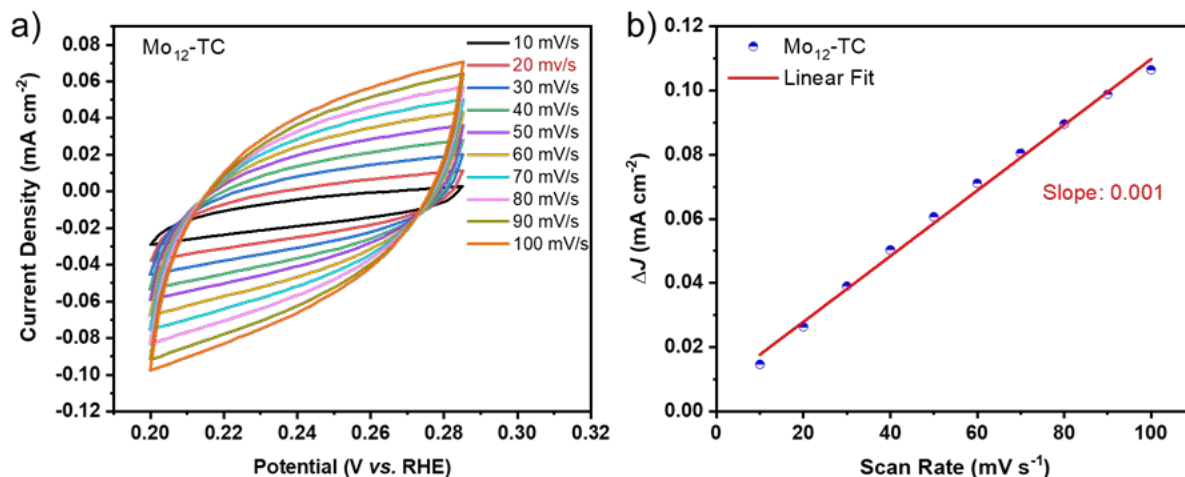 a)
Mo₁₂-TC
10 mV/s
20 mv/s
30 mV/s
40 mV/s
50 mV/s
60 mV/s
70 mV/s
80 mV/s
90 mV/s
100 mV/s
0.08
0.06
0.04
0.02
0.00
-0.02
-0.04
-0.06
-0.08
-0.10
-0.12
Current Density (mA cm⁻²)
0.20 0.22 0.24 0.26 0.28 0.30 0.32
Potential (V vs. RHE)
b)
Mo₁₂-TC
Linear Fit
Slope: 0.001
0.12
0.10
0.08
0.06
0.04
0.02
0.00
ΔJ (mA cm⁻²)
0 20 40 60 80 100
Scan Rate (mV s⁻¹)